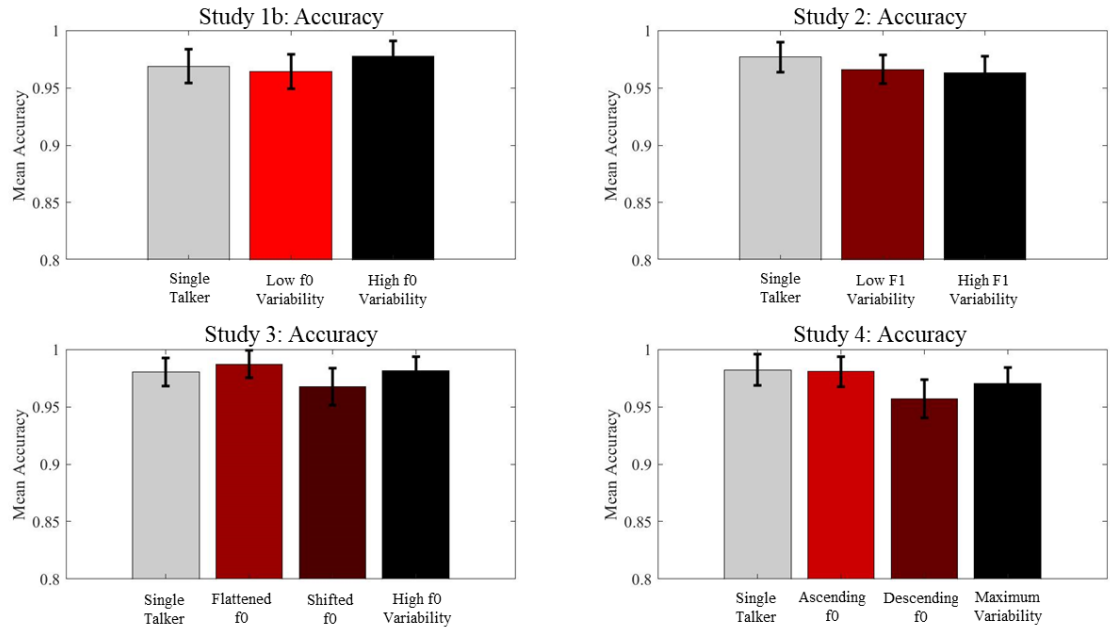 Study 1b: Accuracy
Mean Accuracy
1
0.95
0.9
0.85
0.8
Single
Talker
Low f0
Variability
High f0
Variability
Study 2: Accuracy
Mean Accuracy
1
0.95
0.9
0.85
0.8
Single
Talker
Low F1
Variability
High F1
Variability
Study 3: Accuracy
Mean Accuracy
1
0.95
0.9
0.85
0.8
Single
Talker
Flattened
f0
Shifted
f0
High f0
Variability
Study 4: Accuracy
Mean Accuracy
1
0.95
0.9
0.85
0.8
Single
Talker
Ascending
f0
Descending
f0
Maximum
Variability